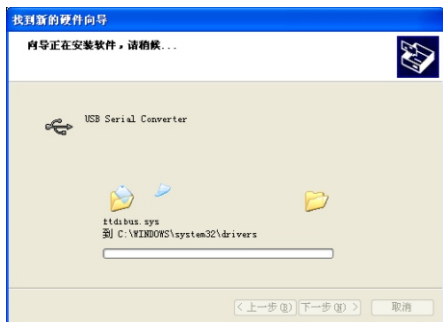 找到新的硬件向导
向导正在安装软件，请稍候...
USB Serial Converter
ftdibus.sys
到 C:\WINDOWS\system32\drivers
< 上一步(B)
下一步(N) >
取消